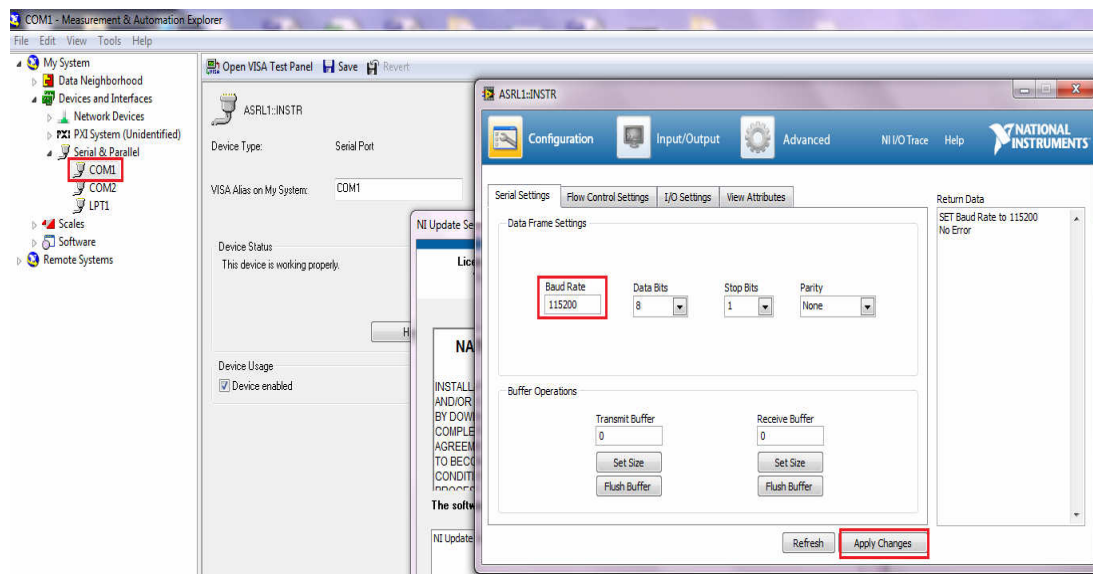 COM1 - Measurement & Automation Explorer
File Edit View Tools Help
My System
Data Neighborhood
Devices and Interfaces
Network Devices
PXI PXI System (Unidentified)
Serial & Parallel
COM1
COM2
LPT1
Scales
Software
Remote Systems
Open VISA Test Panel Save Revert
ASRL1::INSTR
Device Type: Serial Port
VISA Alias on My System: COM1
Device Status
This device is working properly.
H
Device Usage
Device enabled
NI Update Se
Lice
NA
INSTALL
AND/OR
BY DOW
COMPLE
AGREEM
TO BECO
CONDITI
The softw
NI Update
ASRL1::INSTR
Configuration Input/Output Advanced NI I/O Trace Help NATIONAL INSTRUMENTS
Serial Settings Flow Control Settings I/O Settings View Attributes
Data Frame Settings
Baud Rate Data Bits Stop Bits Parity
115200 8 1 None
Buffer Operations
Transmit Buffer Receive Buffer
0 0
Set Size Set Size
Flush Buffer Flush Buffer
Refresh Apply Changes
Return Data
SET Baud Rate to 115200
No Error